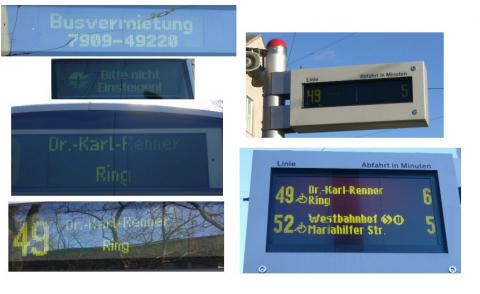 Busvermietung
7909-49220
Bitte nicht
Einsteigen!
Dr.-Karl-Renner
Ring
49 Dr.-Karl-Renner
Ring
Linie Abfahrt in Minuten
49 5
Linie Abfahrt in Minuten
49 Dr.-Karl-Renner 6
Ring
52 Westbahnhof S U 5
Mariahilfer Str.